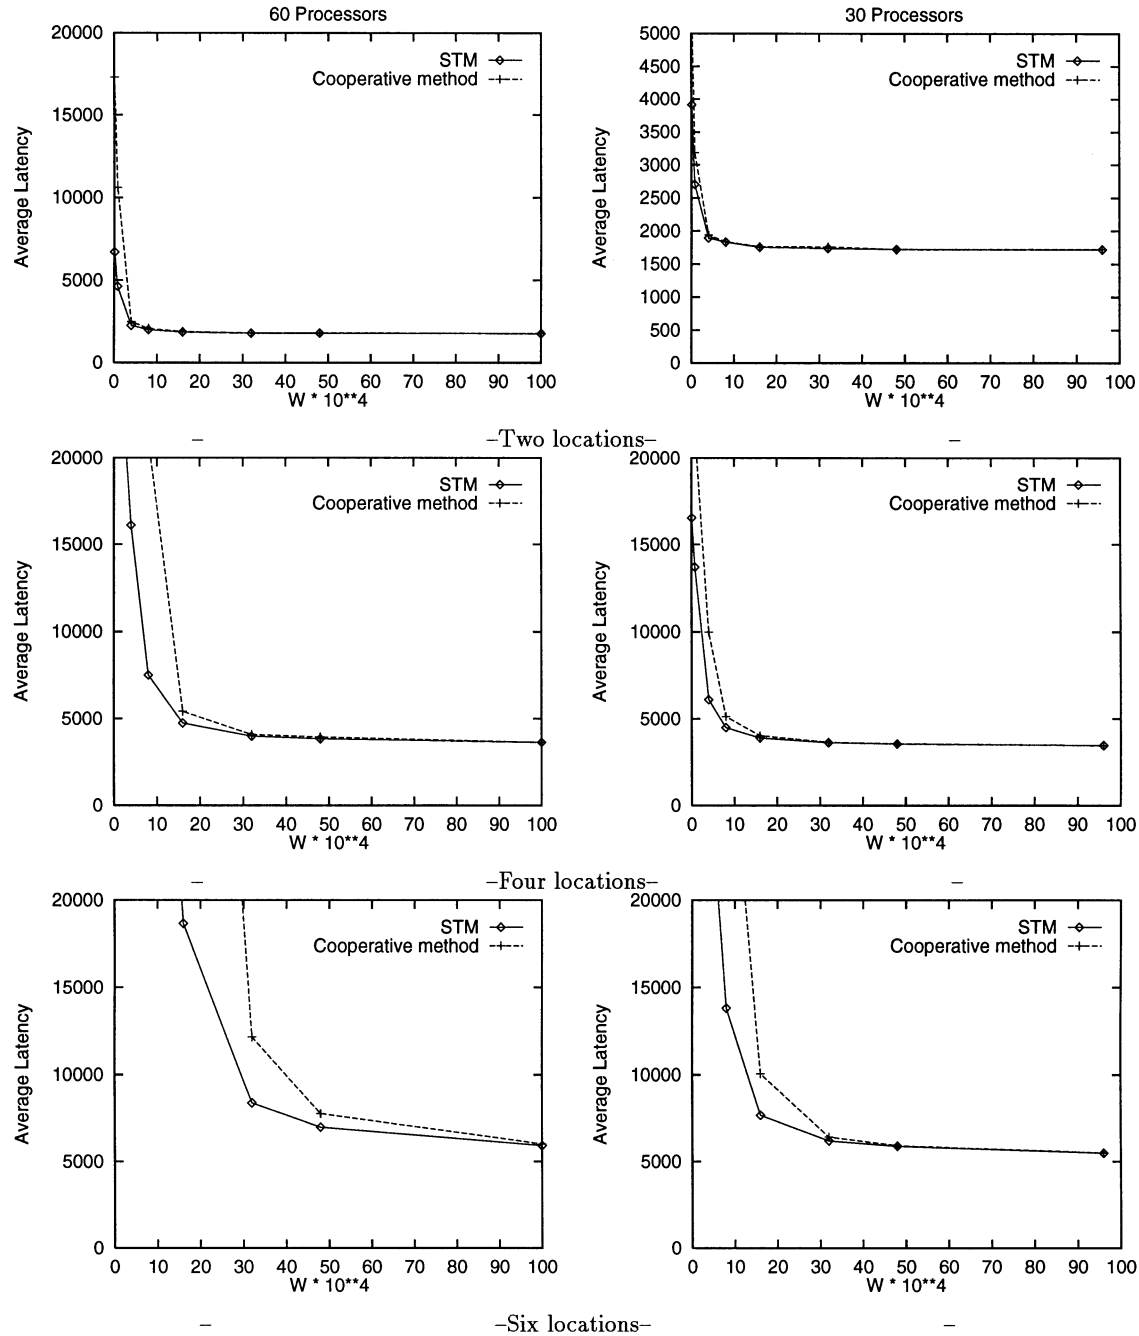 60 Processors
30 Processors
20000
15000
10000
5000
0
Average Latency
STM
Cooperative method
0 10 20 30 40 50 60 70 80 90 100
W * 10**4
5000
4500
4000
3500
3000
2500
2000
1500
1000
500
0
Average Latency
STM
Cooperative method
0 10 20 30 40 50 60 70 80 90 100
W * 10**4
– –Two locations– –
20000
15000
10000
5000
0
Average Latency
STM
Cooperative method
0 10 20 30 40 50 60 70 80 90 100
W * 10**4
20000
15000
10000
5000
0
Average Latency
STM
Cooperative method
0 10 20 30 40 50 60 70 80 90 100
W * 10**4
– –Four locations– –
20000
15000
10000
5000
0
Average Latency
STM
Cooperative method
0 10 20 30 40 50 60 70 80 90 100
W * 10**4
20000
15000
10000
5000
0
Average Latency
STM
Cooperative method
0 10 20 30 40 50 60 70 80 90 100
W * 10**4
– –Six locations– –